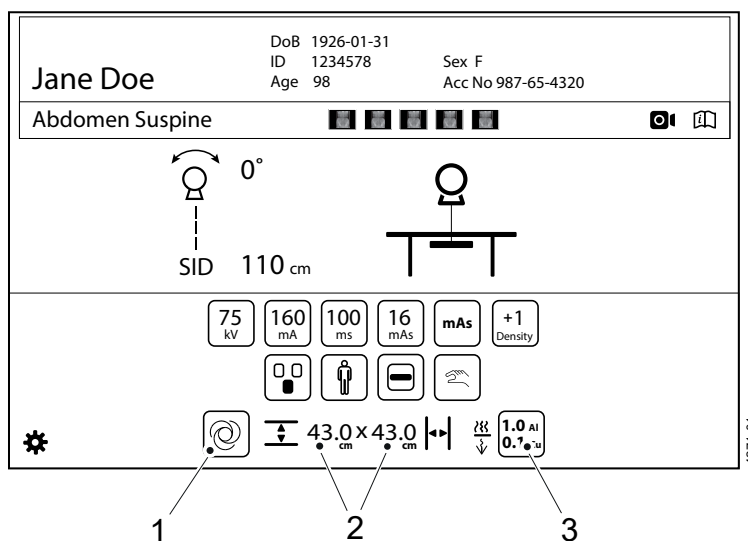 DoB 1926-01-31
Jane Doe
ID 1234578 Sex F
Age 98 Acc No 987-65-4320
Abdomen Suspine
0°
SID 110 cm
75 160 100 16 mAs +1
kV mA ms mAs Density
43.0 x 43.0 1.0 Al
cm cm
1 2 3